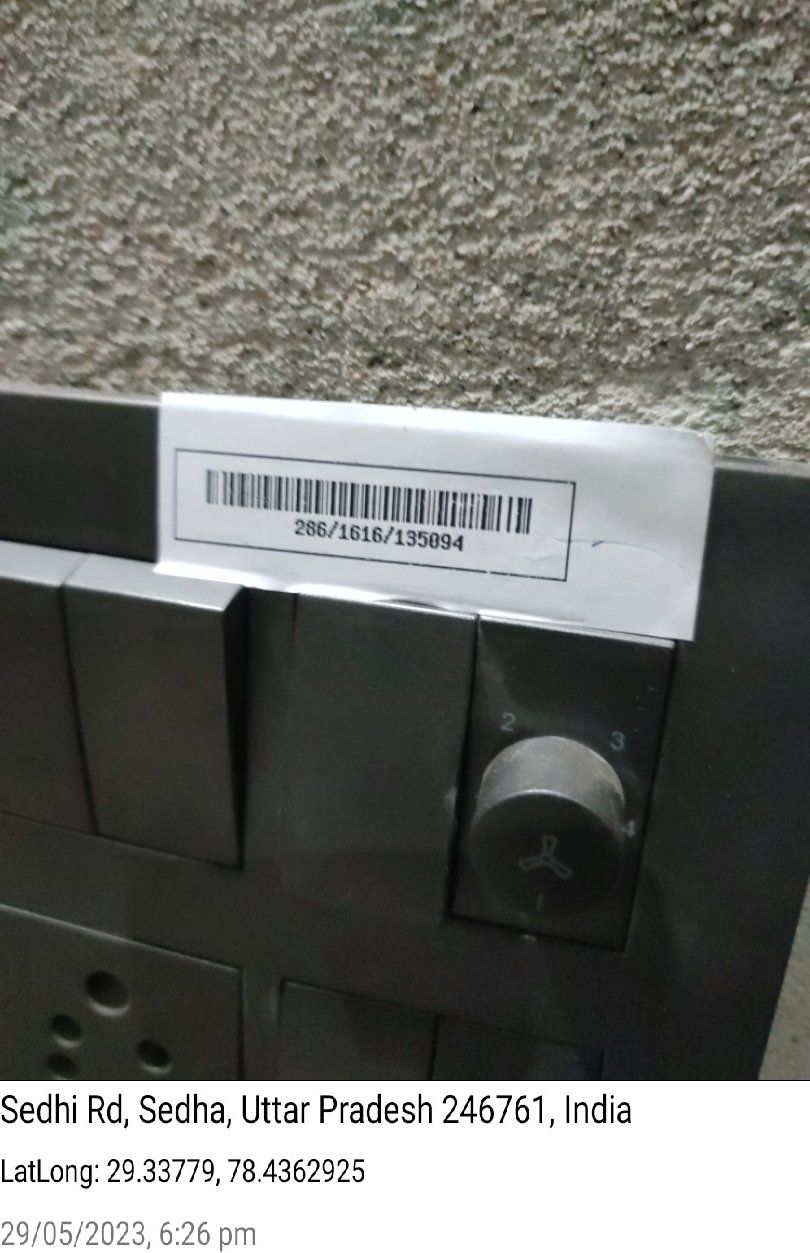 286/1616/135094
2 3
4
Sedhi Rd, Sedha, Uttar Pradesh 246761, India
LatLong: 29.33779, 78.4362925
29/05/2023, 6:26 pm